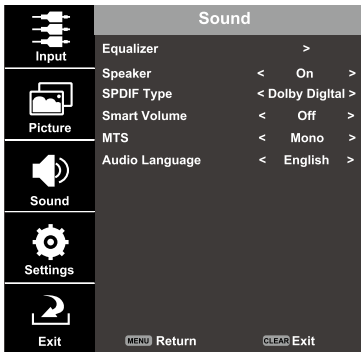 Sound
Input
Picture
Sound
Settings
Exit
Equalizer >
Speaker < On >
SPDIF Type < Dolby Digital >
Smart Volume < Off >
MTS < Mono >
Audio Language < English >
MENU Return CLEAR Exit